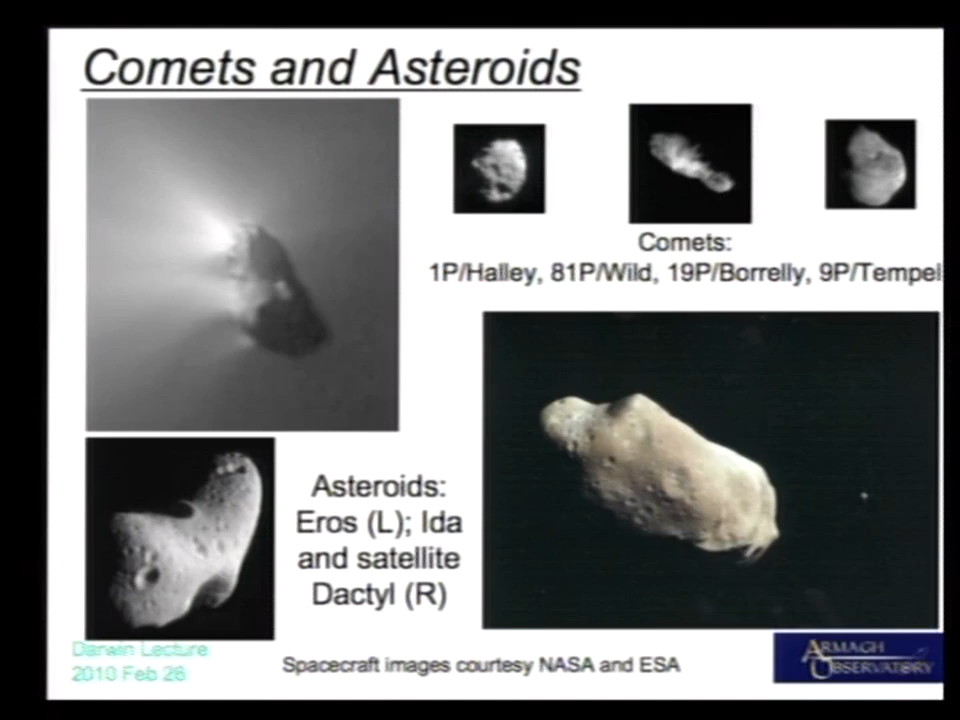 Comets and Asteroids
Comets:
1P/Halley, 81P/Wild, 19P/Borrelly, 9P/Tempel
Asteroids:
Eros (L); Ida
and satellite
Dactyl (R)
Darwin Lecture
2010 Feb 26
Spacecraft images courtesy NASA and ESA
ARMAGH
OBSERVATORY